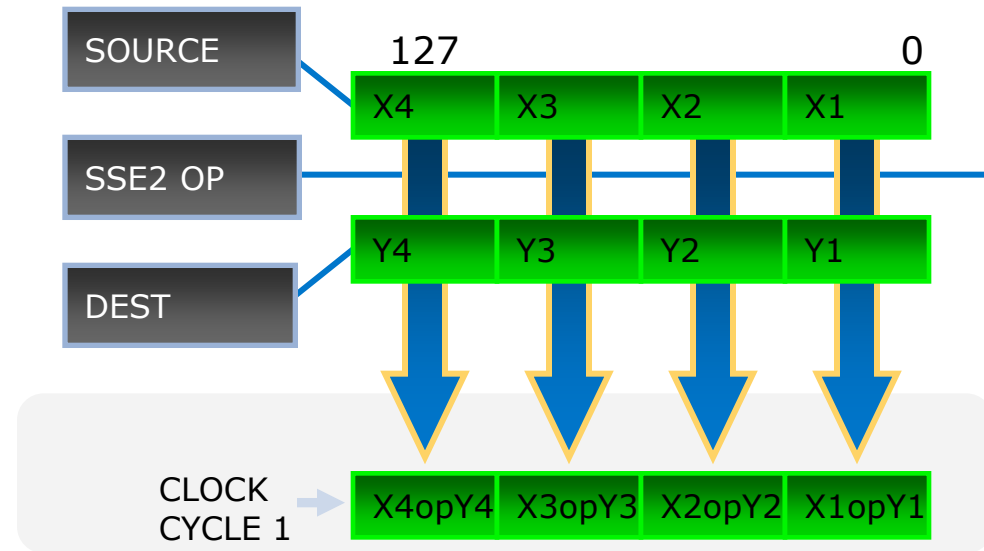 SOURCE
127 0
X4 X3 X2 X1
SSE2 OP
Y4 Y3 Y2 Y1
DEST
CLOCK
CYCLE 1
X4opY4 X3opY3 X2opY2 X1opY1